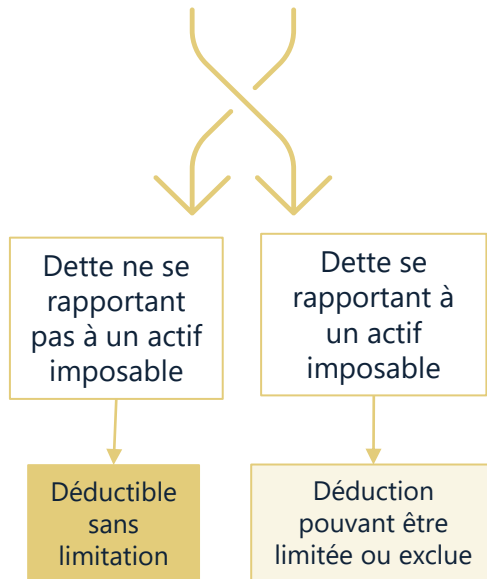 Dette ne se
rapportant
pas à un actif
imposable
Dette se
rapportant à
un actif
imposable
Déductible
sans
limitation
Déduction
pouvant être
limitée ou exclue